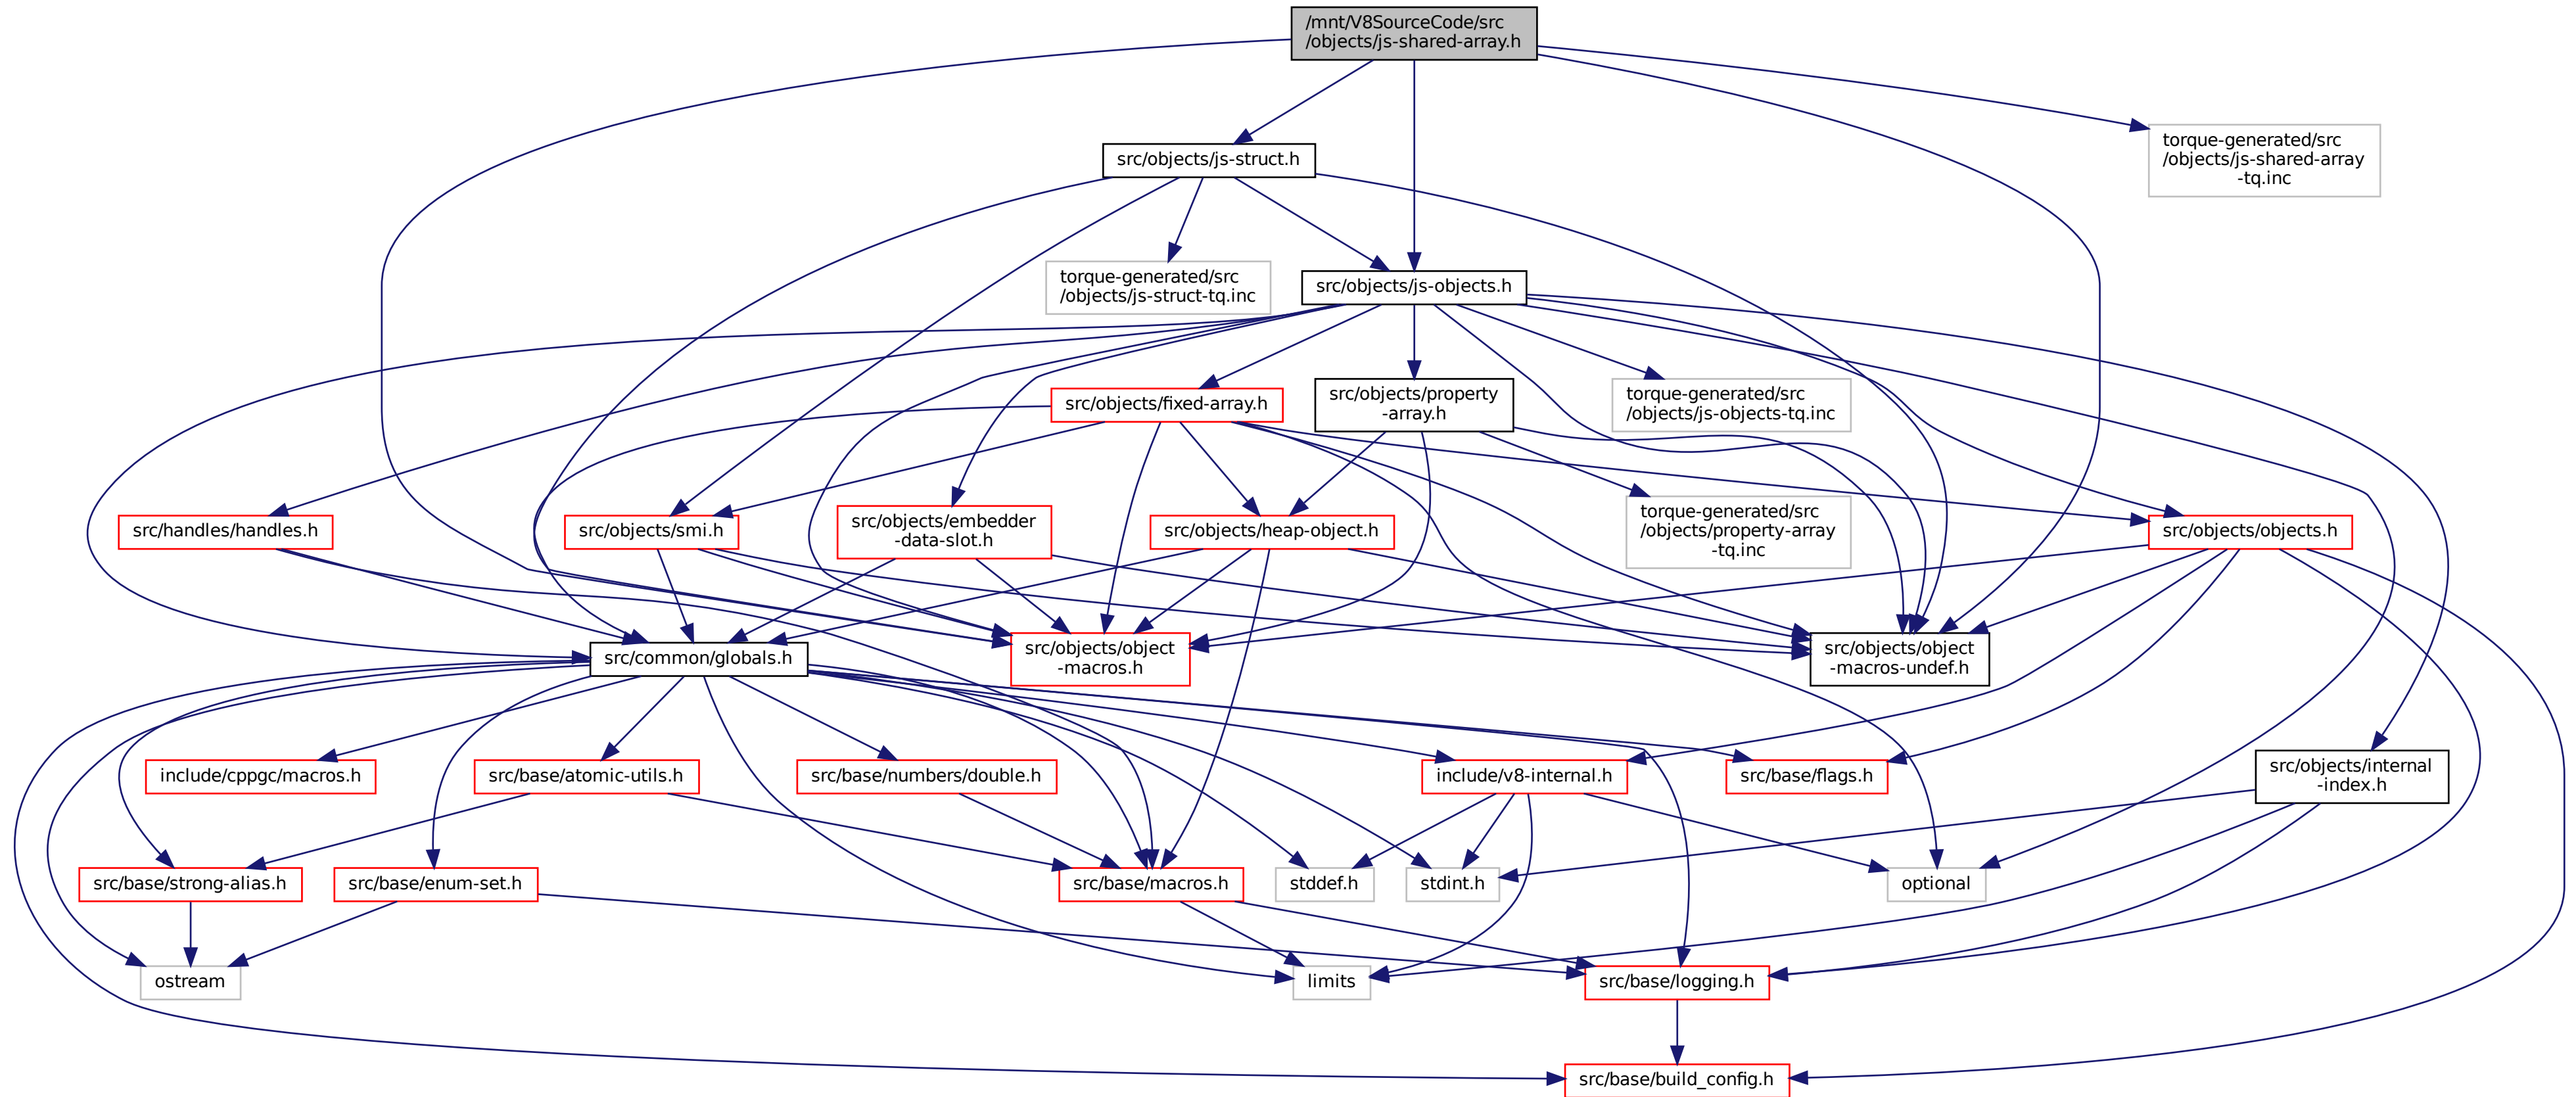 /mnt/V8SourceCode/src
/objects/js-shared-array.h
torque-generated/src
/objects/js-shared-array
-tq.inc
src/objects/js-struct.h
torque-generated/src
/objects/js-struct-tq.inc
src/objects/js-objects.h
src/objects/fixed-array.h
src/objects/property
-array.h
torque-generated/src
/objects/js-objects-tq.inc
src/handles/handles.h
src/objects/smi.h
src/objects/embedder
-data-slot.h
src/objects/heap-object.h
torque-generated/src
/objects/property-array
-tq.inc
src/objects/objects.h
src/common/globals.h
src/objects/object
-macros.h
src/objects/object
-macros-undef.h
include/cppgc/macros.h
src/base/atomic-utils.h
src/base/numbers/double.h
include/v8-internal.h
src/base/flags.h
src/objects/internal
-index.h
src/base/strong-alias.h
src/base/enum-set.h
src/base/macros.h
stddef.h
stdint.h
optional
ostream
limits
src/base/logging.h
src/base/build_config.h